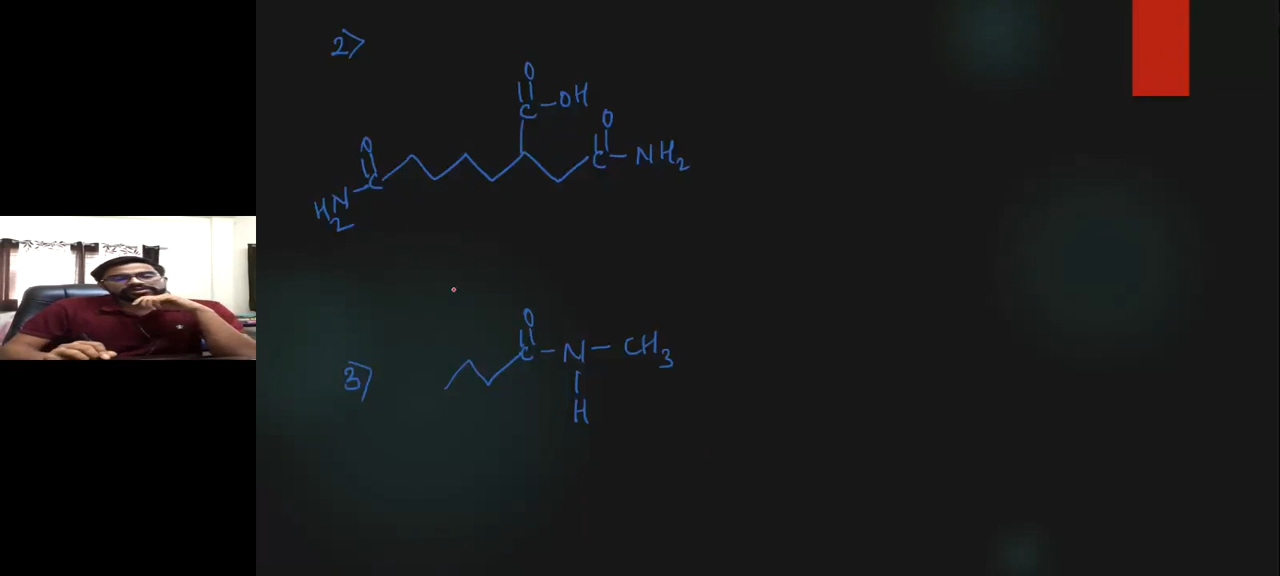 2>
O
||
C-OH
O
||
C-NH2
O
||
C
H2N
3>
O
||
C-N-CH3
|
H